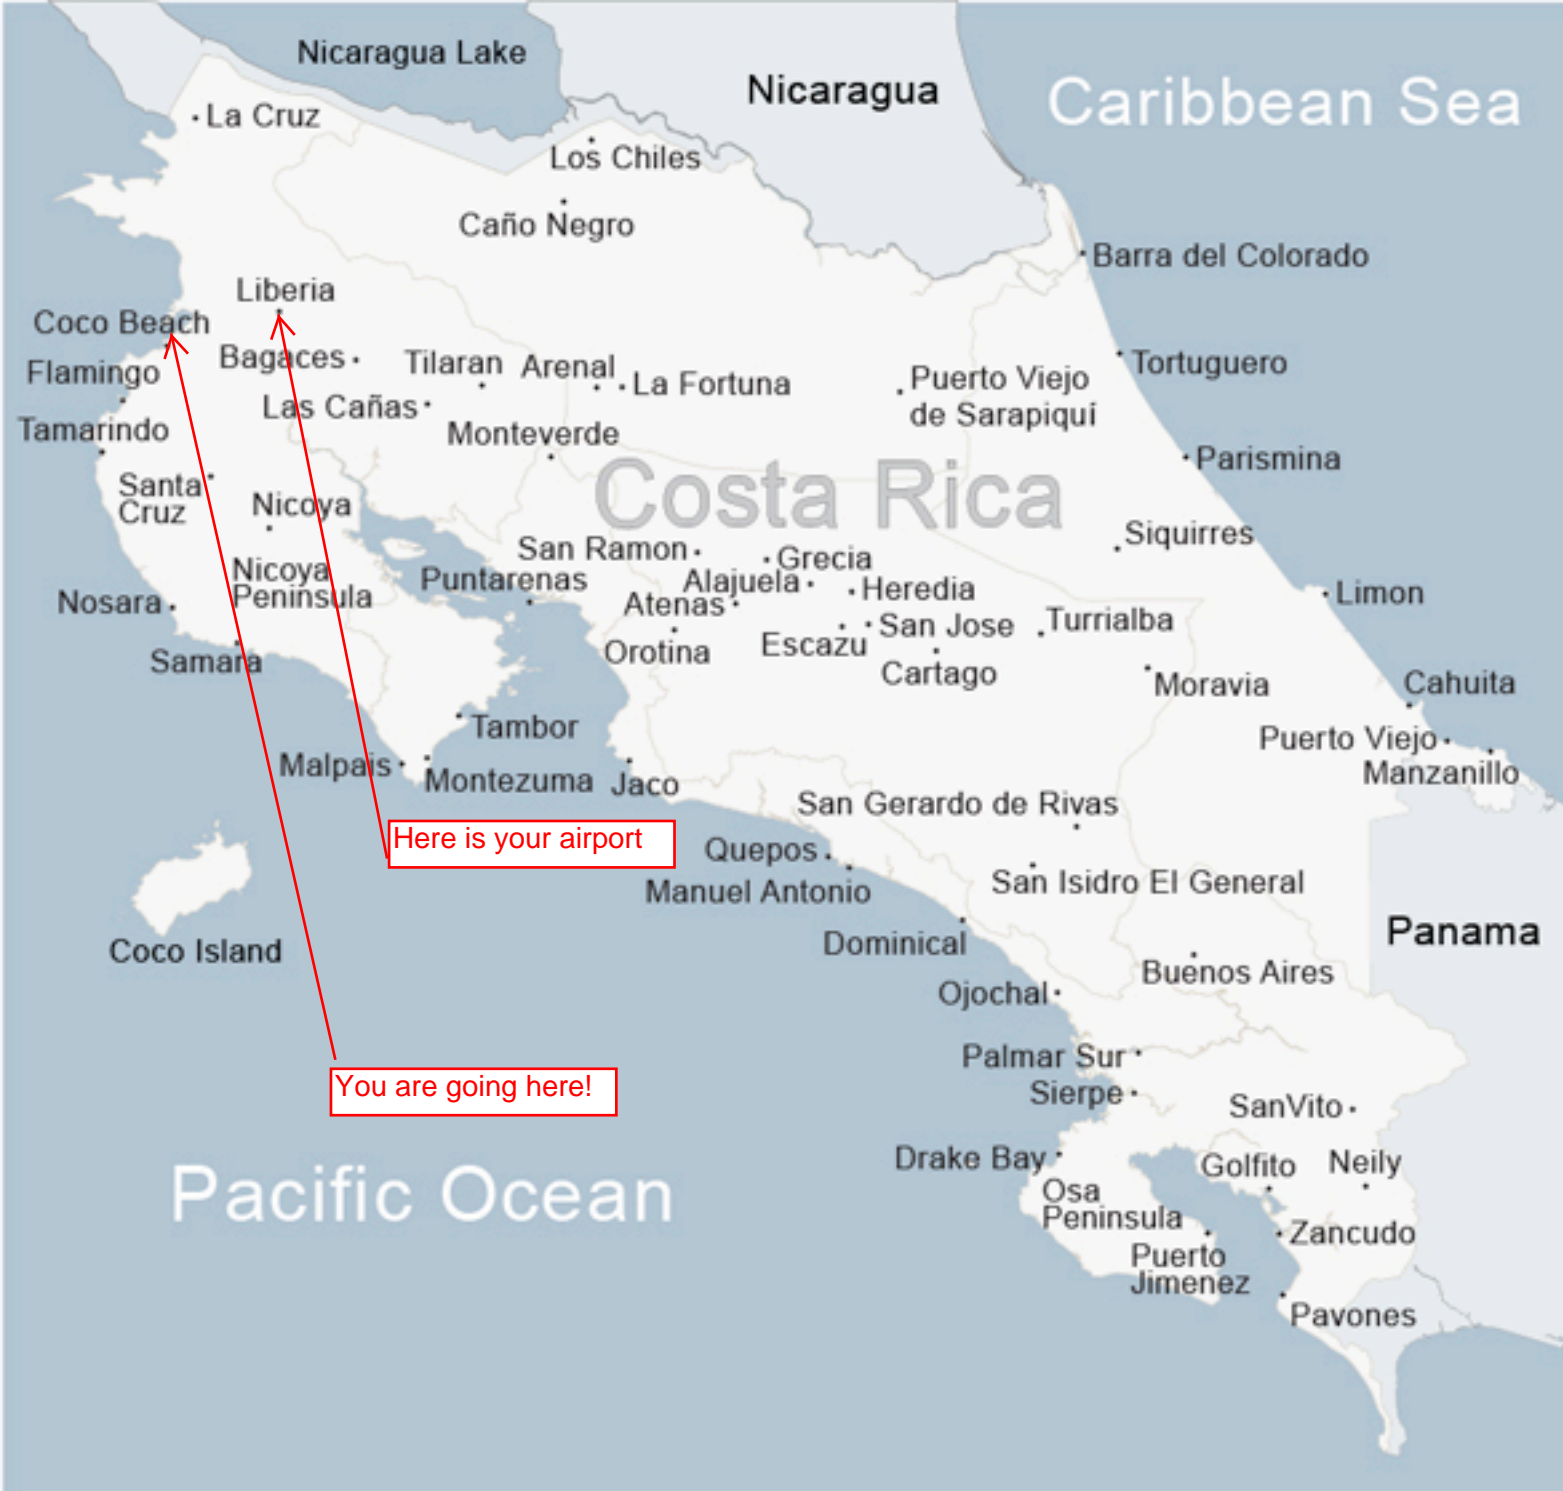 Nicaragua Lake
Nicaragua
Caribbean Sea
La Cruz
Los Chiles
Caño Negro
Barra del Colorado
Liberia
Coco Beach
Bagaces
Tilaran
Arenal
La Fortuna
Puerto Viejo
de Sarapiquí
Tortuguero
Flamingo
Las Cañas
Tamarindo
Monteverde
Parismina
Costa Rica
Santa
Cruz
Nicoya
Siquirres
San Ramon
Grecia
Nicoya
Peninsula
Puntarenas
Alajuela
Heredia
Nosara
Atenas
Limon
San Jose
Turrialba
Escazu
Orotina
Samara
Cartago
Moravia
Cahuita
Tambor
Puerto Viejo
Manzanillo
Malpais
Montezuma
Jaco
San Gerardo de Rivas
Here is your airport
Quepos
Manuel Antonio
San Isidro El General
Coco Island
Dominical
Panama
Buenos Aires
Ojochal
Palmar Sur
You are going here!
Sierpe
SanVito
Pacific Ocean
Drake Bay
Golfito
Neily
Osa
Peninsula
Zancudo
Puerto
Jimenez
Pavones